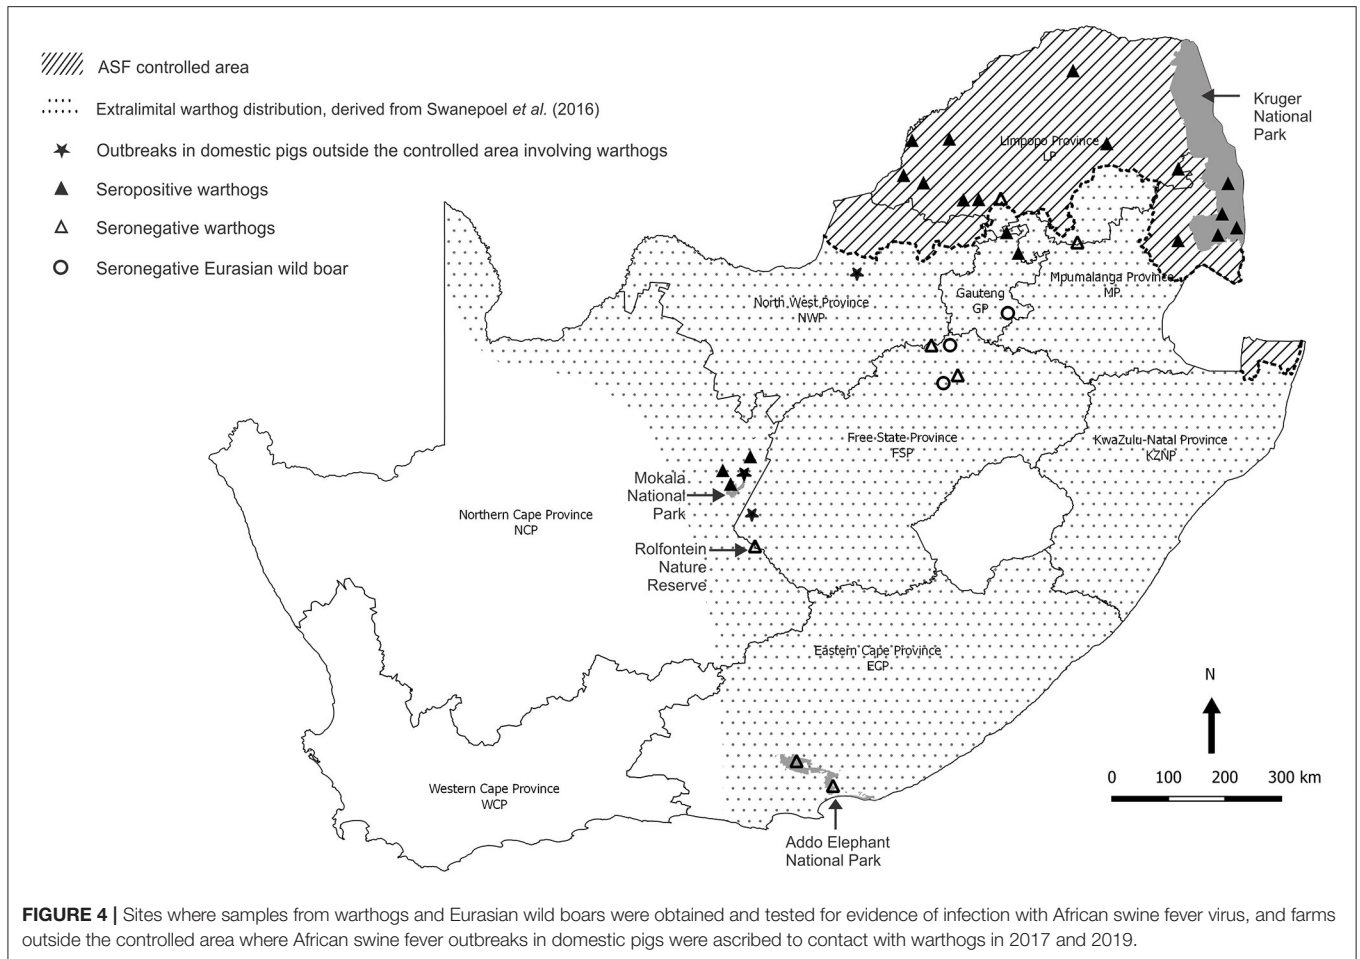 ASF controlled area
Extralimital warthog distribution, derived from Swanepoel et al. (2016)
Outbreaks in domestic pigs outside the controlled area involving warthogs
Seropositive warthogs
Seronegative warthogs
Seronegative Eurasian wild boar
Kruger
National
Park
Limpopo Province
LP
Mpumalanga Province
MP
North West Province
NWP
Gauteng
GP
Free State Province
FSP
KwaZulu-Natal Province
KZNP
Mokala
National
Park
Northern Cape Province
NCP
Rolfontein
Nature
Reserve
Eastern Cape Province
ECP
N
Western Cape Province
WCP
0 100 200 300 km
Addo Elephant
National Park
FIGURE 4 | Sites where samples from warthogs and Eurasian wild boars were obtained and tested for evidence of infection with African swine fever virus, and farms
outside the controlled area where African swine fever outbreaks in domestic pigs were ascribed to contact with warthogs in 2017 and 2019.